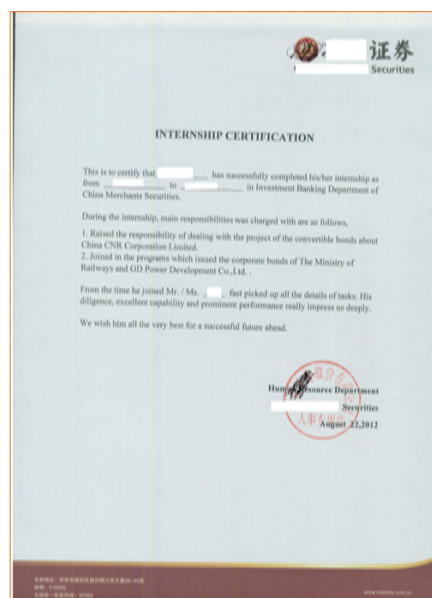 证券
Securities
INTERNSHIP CERTIFICATION
This is to certify that ________ has successfully completed his/her internship as
from ________ to ________ in Investment Banking Department of
China Merchants Securities.
During the internship, main responsibilities was charged with are as follows,
1. Raised the responsibility of dealing with the project of the convertible bonds about
China CNR Corporation Limited.
2. Joined in the programs which issued the corporate bonds of The Ministry of
Railways and GD Power Development Co.,Ltd. .
From the time he joined Mr. / Ms. ____ fast picked up all the details of tasks. His
diligence, excellent capability and prominent performance really impress us deeply.
We wish him all the very best for a successful future ahead.
Human Resource Department
Securities
August 22,2012